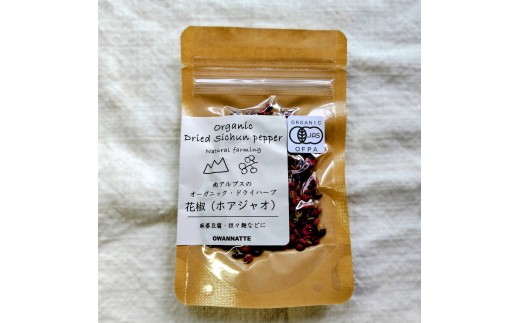 Organic
Dried Sichun pepper
Natural farming
南アルプスの
オーガニック・ドライハーブ
花椒（ホアジャオ）
麻婆豆腐・担々麺などに
OWANNATTE
ORGANIC
JAS
OFPA